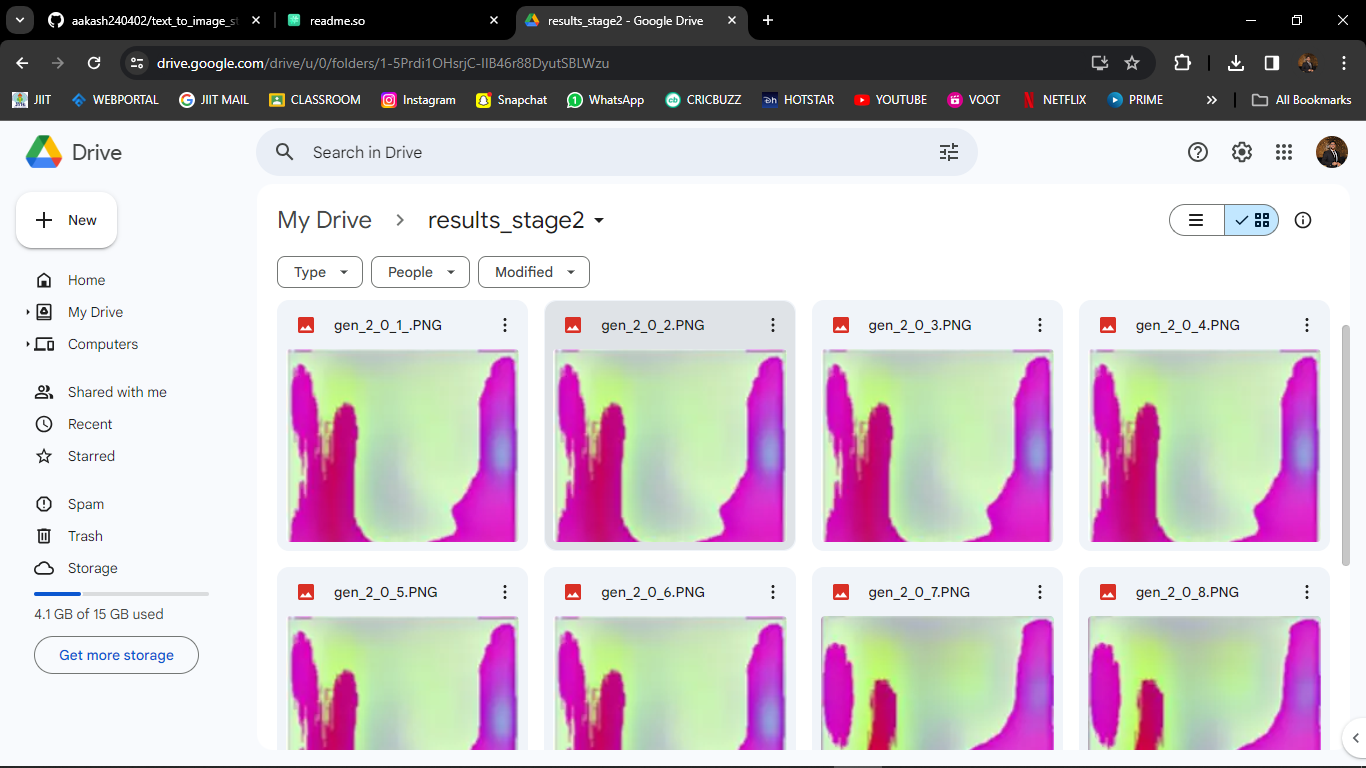 aakash240402/text_to_image_s
readme.so
results_stage2 - Google Drive
drive.google.com/drive/u/0/folders/1-5Prdi1OHsrjC-IIB46r88DyutSBLWzu
JIIT
WEBPORTAL
JIIT MAIL
CLASSROOM
Instagram
Snapchat
WhatsApp
CRICBUZZ
HOTSTAR
YOUTUBE
VOOT
NETFLIX
PRIME
All Bookmarks
Drive
Search in Drive
New
My Drive
results_stage2
Type
People
Modified
Home
My Drive
Computers
Shared with me
Recent
Starred
Spam
Trash
Storage
4.1 GB of 15 GB used
Get more storage
gen_2_0_1_.PNG
gen_2_0_2.PNG
gen_2_0_3.PNG
gen_2_0_4.PNG
gen_2_0_5.PNG
gen_2_0_6.PNG
gen_2_0_7.PNG
gen_2_0_8.PNG